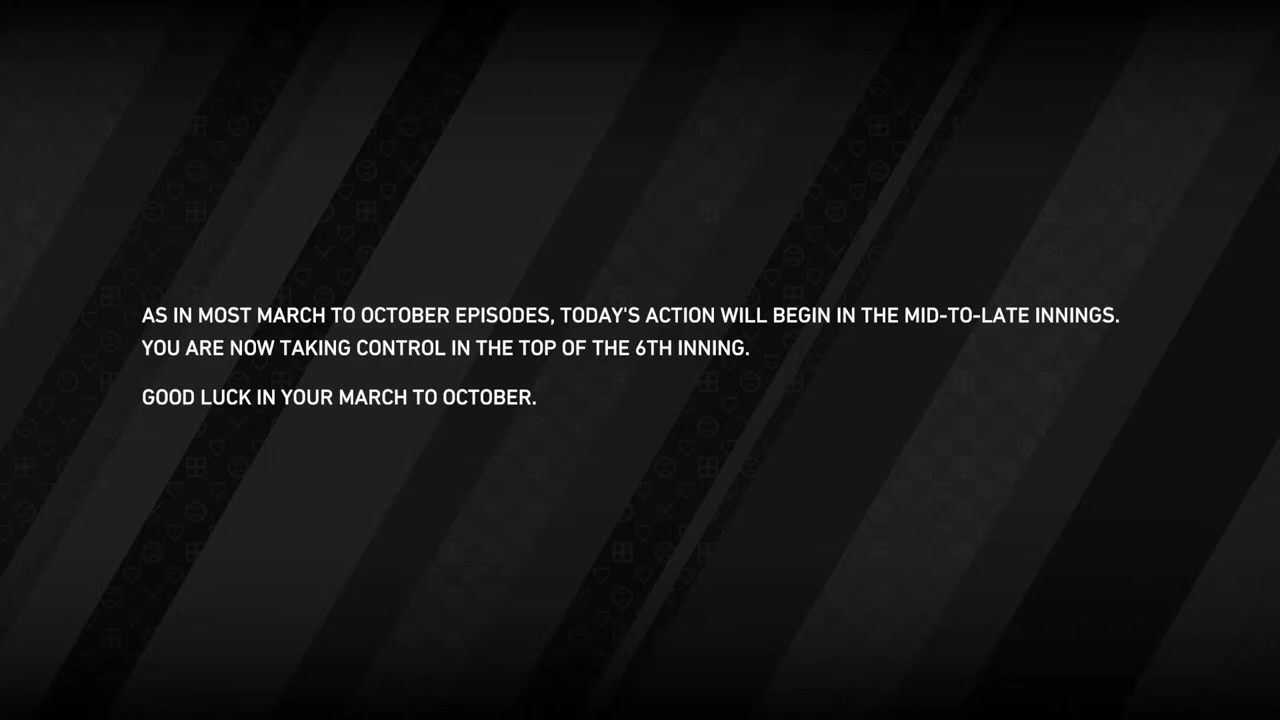 AS IN MOST MARCH TO OCTOBER EPISODES, TODAY'S ACTION WILL BEGIN IN THE MID-TO-LATE INNINGS.
YOU ARE NOW TAKING CONTROL IN THE TOP OF THE 6TH INNING.
GOOD LUCK IN YOUR MARCH TO OCTOBER.